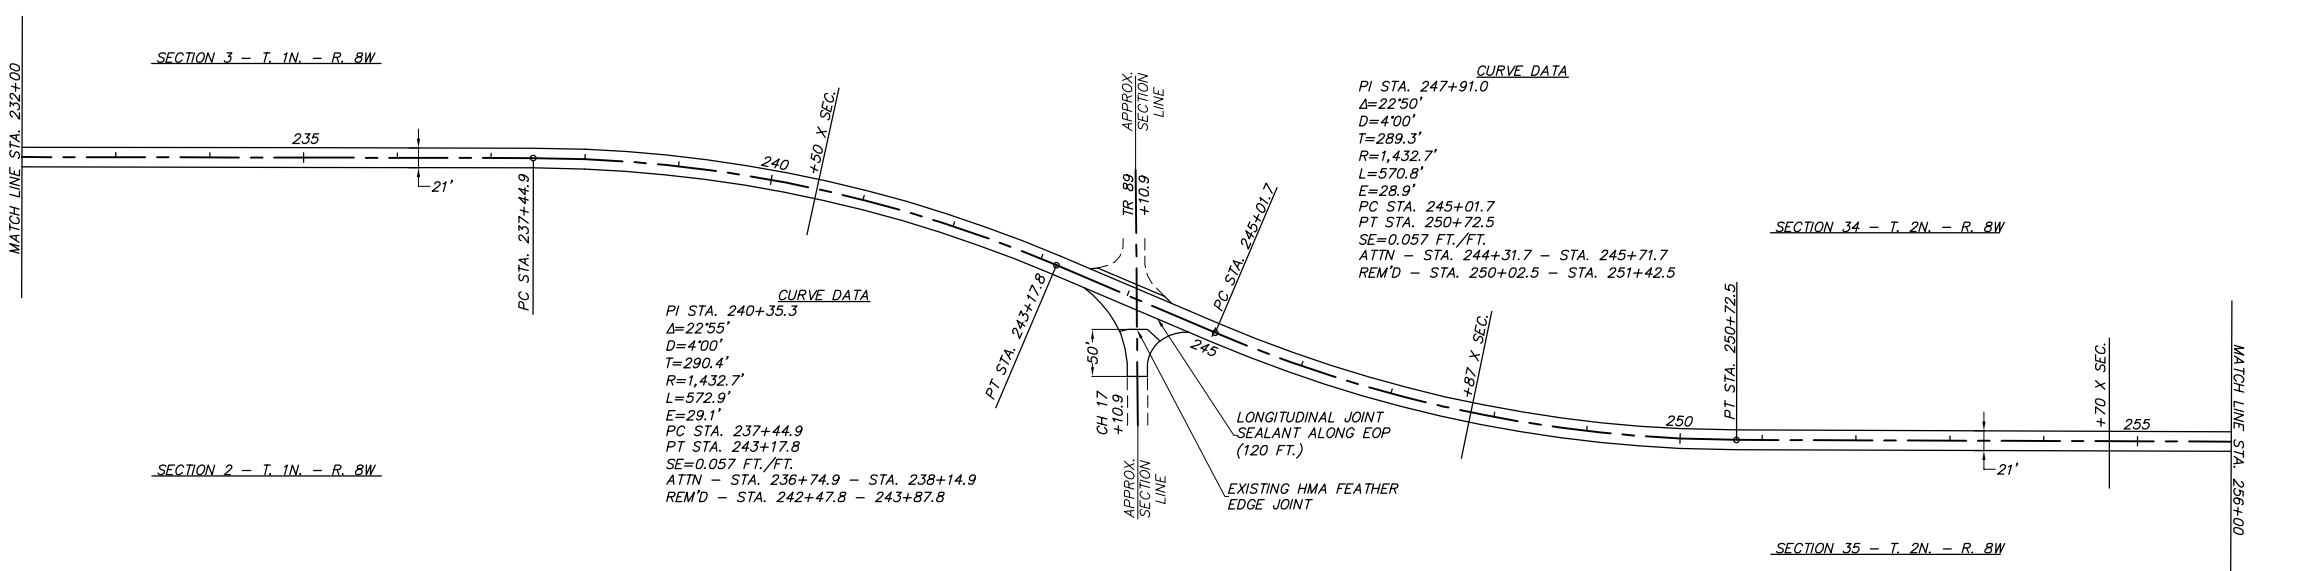 MATCH LINE STA. 232+00
SECTION 3 - T. 1N. - R. 8W
235
21'
PC STA. 237+44.9
240
+50 X SEC.
SECTION 2 - T. 1N. - R. 8W
CURVE DATA
PI STA. 240+35.3
Δ=22°55'
D=4°00'
T=290.4'
R=1,432.7'
L=572.9'
E=29.1'
PC STA. 237+44.9
PT STA. 243+17.8
SE=0.057 FT./FT.
ATTN - STA. 236+74.9 - STA. 238+14.9
REM'D - STA. 242+47.8 - 243+87.8
PT STA. 243+17.8
APPROX.
SECTION
LINE
TR 89
+10.9
50'
CH 17
+10.9
APPROX.
SECTION
LINE
PC STA. 245+01.7
245
LONGITUDINAL JOINT
SEALANT ALONG EOP
(120 FT.)
EXISTING HMA FEATHER
EDGE JOINT
CURVE DATA
PI STA. 247+91.0
Δ=22°50'
D=4°00'
T=289.3'
R=1,432.7'
L=570.8'
E=28.9'
PC STA. 245+01.7
PT STA. 250+72.5
SE=0.057 FT./FT.
ATTN - STA. 244+31.7 - STA. 245+71.7
REM'D - STA. 250+02.5 - STA. 251+42.5
+87 X SEC.
SECTION 34 - T. 2N. - R. 8W
250
PT STA. 250+72.5
21'
+70 X SEC.
255
MATCH LINE STA. 256+00
SECTION 35 - T. 2N. - R. 8W